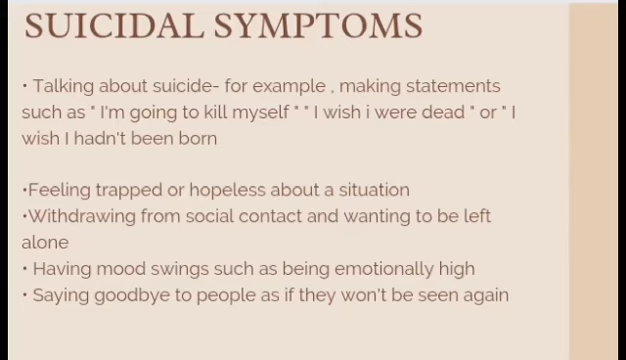 SUICIDAL SYMPTOMS
• Talking about suicide- for example , making statements
such as " I'm going to kill myself " " I wish i were dead " or " I
wish I hadn't been born
•Feeling trapped or hopeless about a situation
•Withdrawing from social contact and wanting to be left
alone
• Having mood swings such as being emotionally high
• Saying goodbye to people as if they won't be seen again